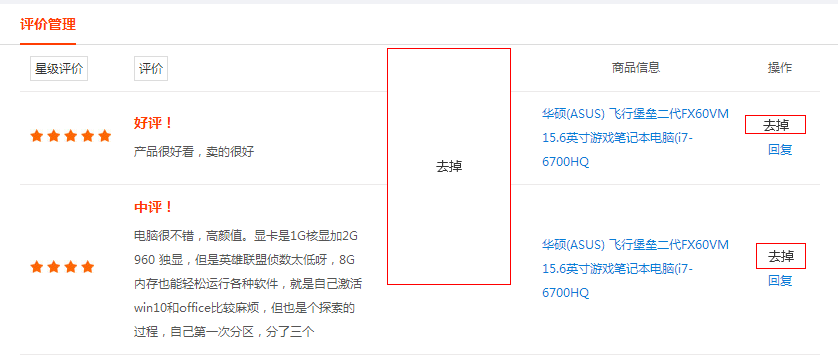 评价管理
星级评价
评价
商品信息
操作
好评！
产品很好看，卖的很好
去掉
华硕(ASUS) 飞行堡垒二代FX60VM
15.6英寸游戏笔记本电脑(i7-
6700HQ
去掉
回复
中评！
电脑很不错，高颜值。显卡是1G核显加2G
960 独显，但是英雄联盟侦数太低呀，8G
内存也能轻松运行各种软件，就是自己激活
win10和office比较麻烦，但也是个探索的
过程，自己第一次分区，分了三个
华硕(ASUS) 飞行堡垒二代FX60VM
15.6英寸游戏笔记本电脑(i7-
6700HQ
去掉
回复